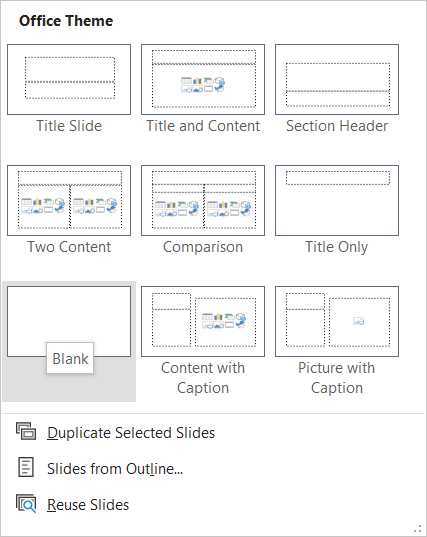 Office Theme
Title Slide
Title and Content
Section Header
Two Content
Comparison
Title Only
Blank
Content with
Caption
Picture with
Caption
Duplicate Selected Slides
Slides from Outline...
Reuse Slides